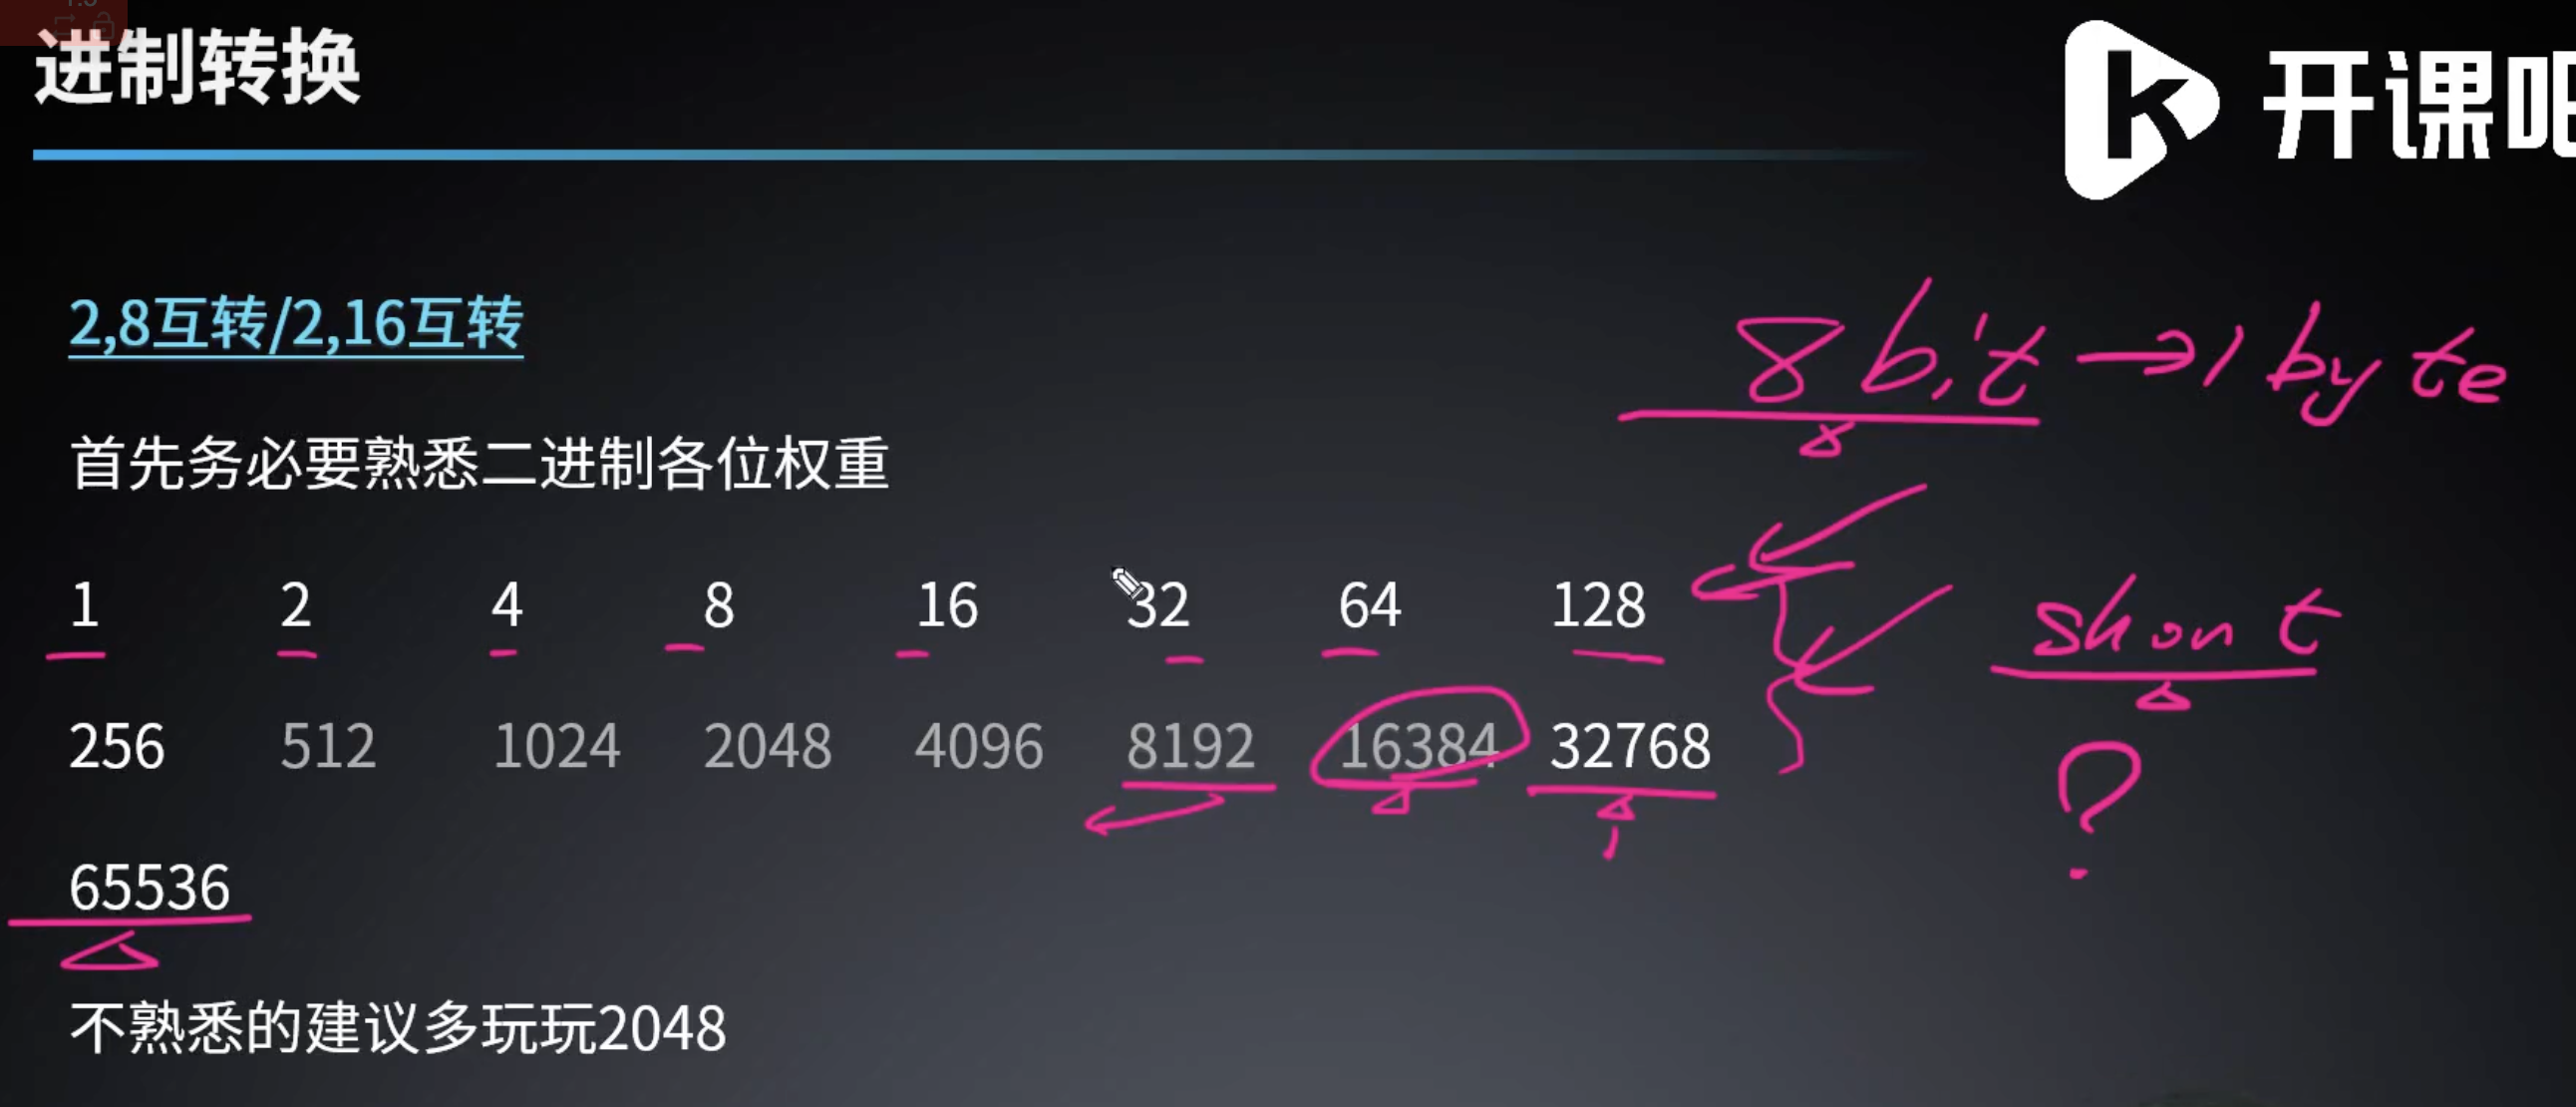 进制转换
开课吧
2,8互转/2,16互转
8 bit → 1 byte
首先务必要熟悉二进制各位权重
1 2 4 8 16 32 64 128
short
256 512 1024 2048 4096 8192 16384 32768
?
65536
不熟悉的建议多玩玩2048